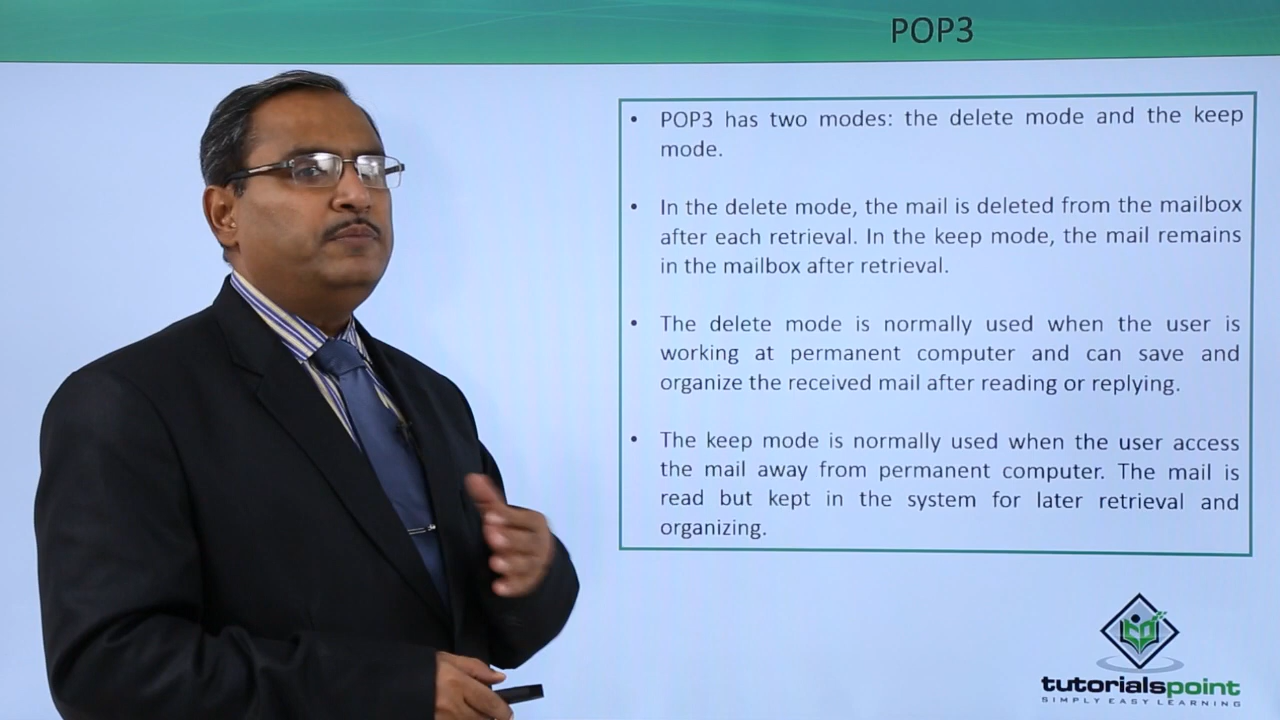 POP3
• POP3 has two modes: the delete mode and the keep
mode.
• In the delete mode, the mail is deleted from the mailbox
after each retrieval. In the keep mode, the mail remains
in the mailbox after retrieval.
• The delete mode is normally used when the user is
working at permanent computer and can save and
organize the received mail after reading or replying.
• The keep mode is normally used when the user access
the mail away from permanent computer. The mail is
read but kept in the system for later retrieval and
organizing.
tutorialspoint
SIMPLY EASY LEARNING